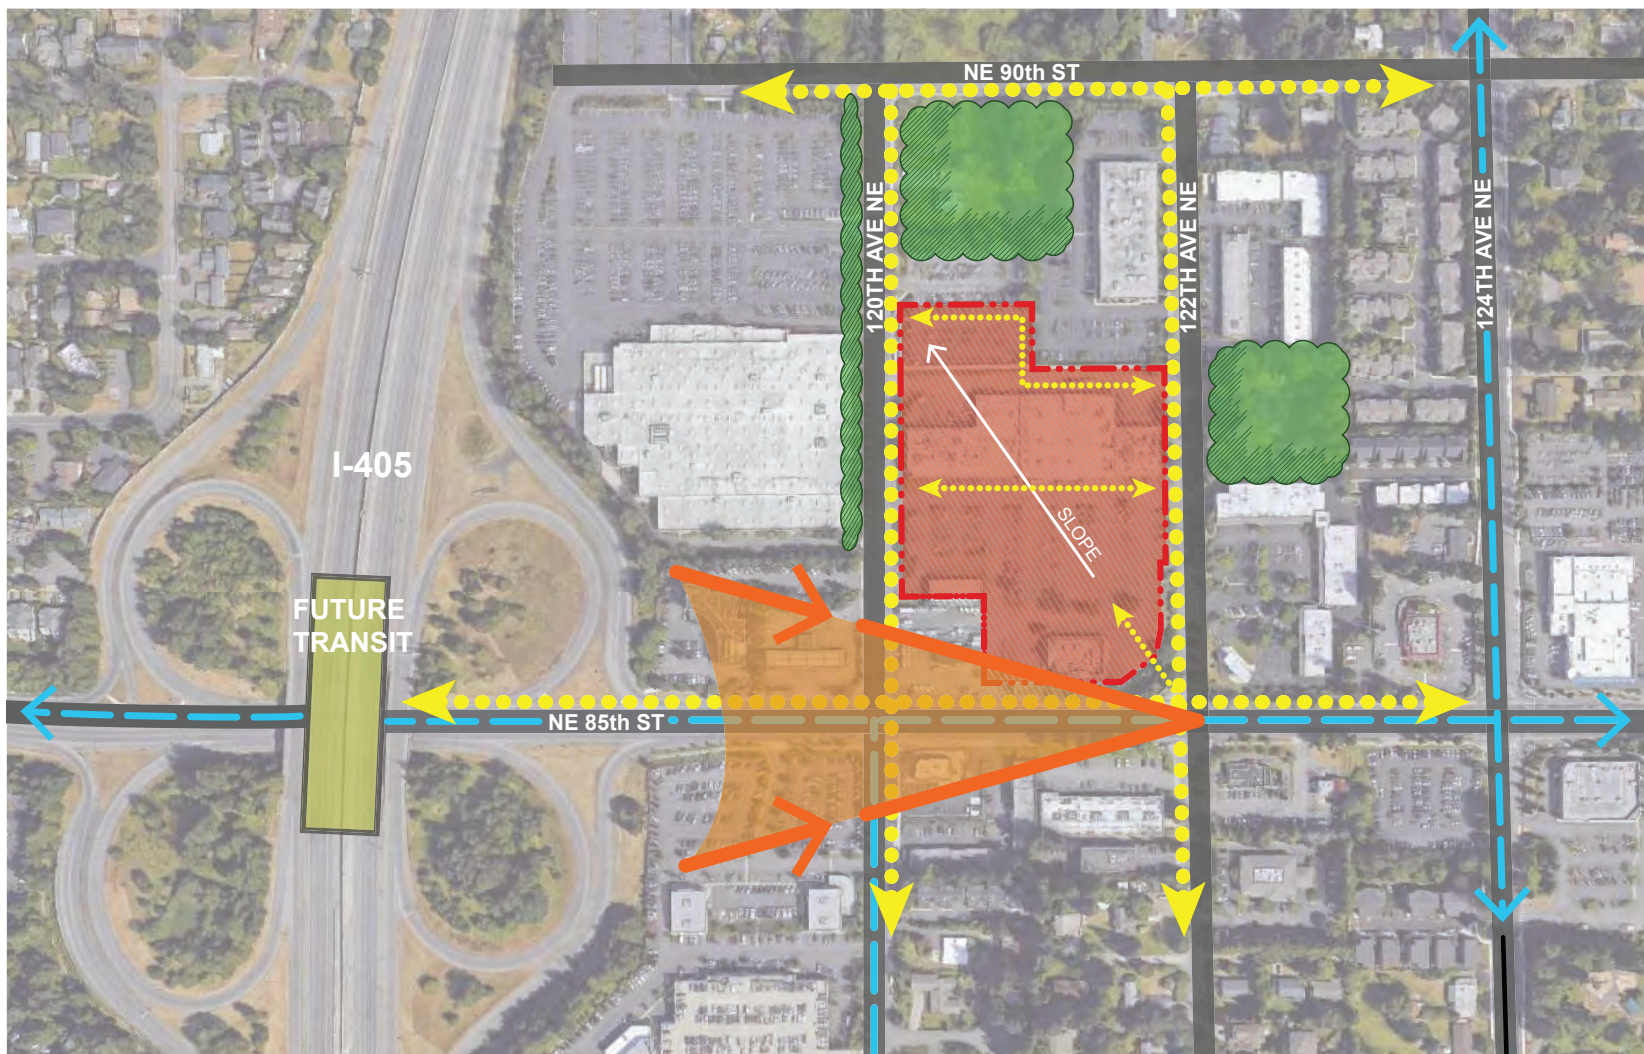 NE 90th ST
120TH AVE NE
122TH AVE NE
124TH AVE NE
I-405
SLOPE
FUTURE
TRANSIT
NE 85th ST